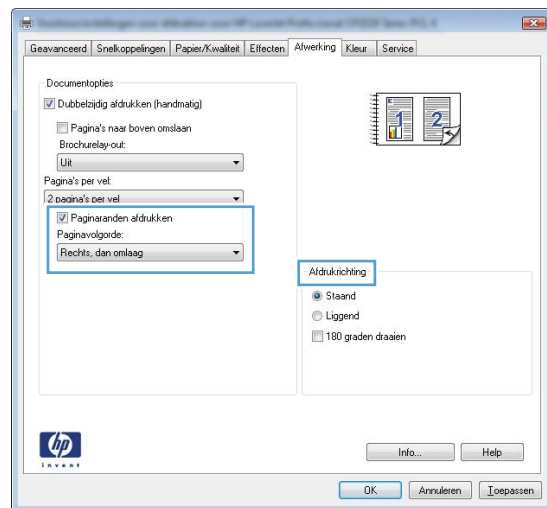 Geavanceerd Snelkoppelingen Papier/Kwaliteit Effecten Afwerking Kleur Service
Documentopties
Dubbelzijdig afdrukken (handmatig)
Pagina's naar boven omslaan
Brochurelay-out:
Uit
Pagina's per vel:
2 pagina's per vel
Paginaranden afdrukken
Paginavolgorde:
Rechts, dan omlaag
1 2
Afdrukrichting
Staand
Liggend
180 graden draaien
hp
invent
Info... Help
OK Annuleren Toepassen